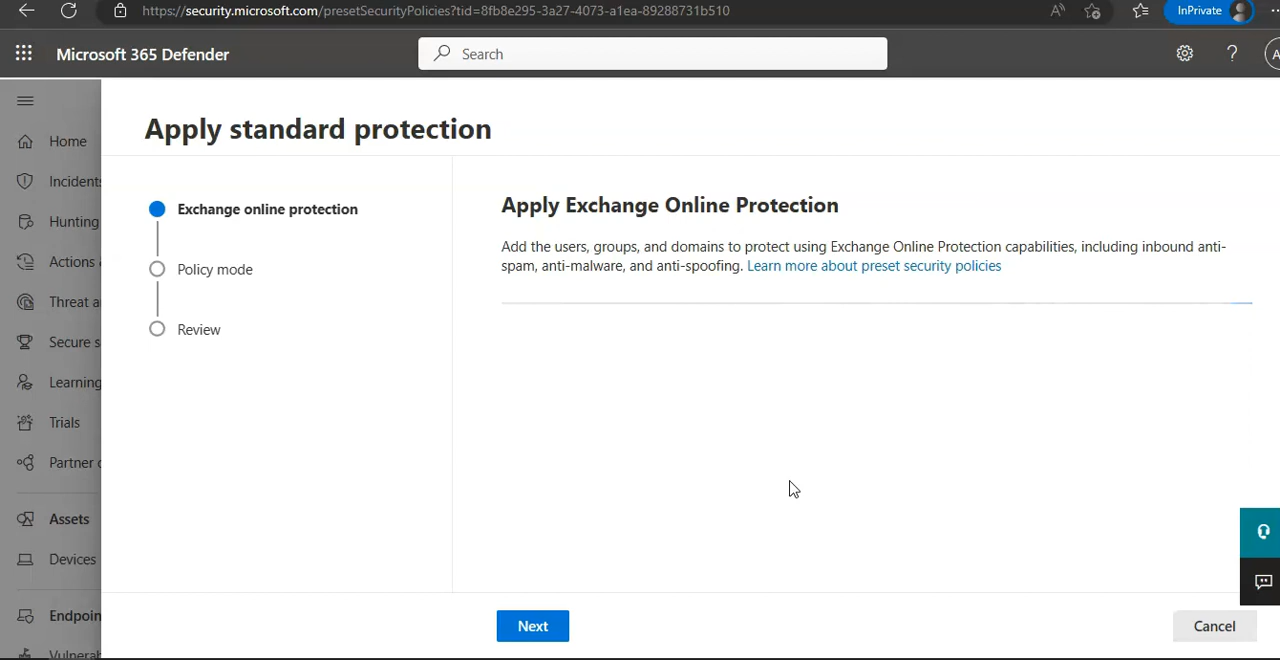 https://security.microsoft.com/presetSecurityPolicies?tid=8fb8e295-3a27-4073-a1ea-89288731b510
InPrivate
Microsoft 365 Defender
Search
?
A
Apply standard protection
Home
Incidents
Hunting
Actions
Threat a
Secure s
Learning
Trials
Partner
Assets
Devices
Endpoin
Vulnerab
Exchange online protection
Policy mode
Review
Apply Exchange Online Protection
Add the users, groups, and domains to protect using Exchange Online Protection capabilities, including inbound anti-
spam, anti-malware, and anti-spoofing. Learn more about preset security policies
Next
Cancel